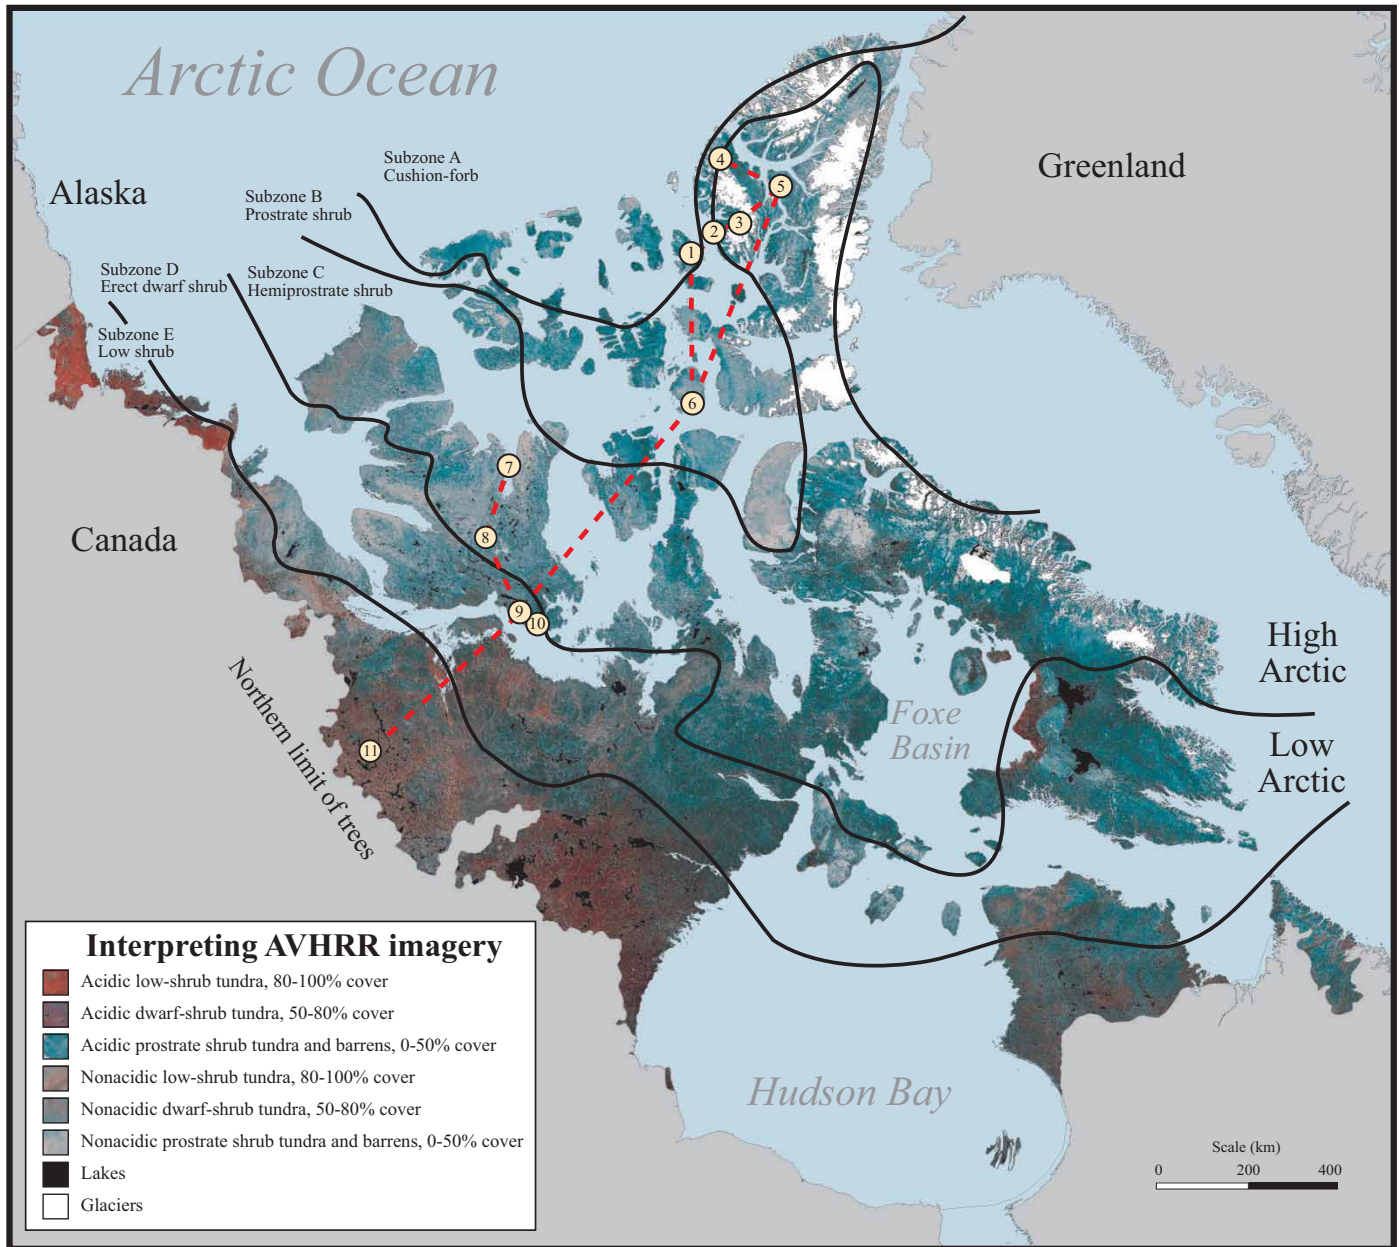 Arctic Ocean
Greenland
Alaska
Subzone A
Cushion-forb
Subzone B
Prostrate shrub
Subzone C
Hemiprostrate shrub
Subzone D
Erect dwarf shrub
Subzone E
Low shrub
Canada
4
5
3
2
1
6
7
8
9
10
11
High
Arctic
Low
Arctic
Foxe
Basin
Northern limit of trees
Hudson Bay
Interpreting AVHRR imagery
Acidic low-shrub tundra, 80-100% cover
Acidic dwarf-shrub tundra, 50-80% cover
Acidic prostrate shrub tundra and barrens, 0-50% cover
Nonacidic low-shrub tundra, 80-100% cover
Nonacidic dwarf-shrub tundra, 50-80% cover
Nonacidic prostrate shrub tundra and barrens, 0-50% cover
Lakes
Glaciers
Scale (km)
0 200 400